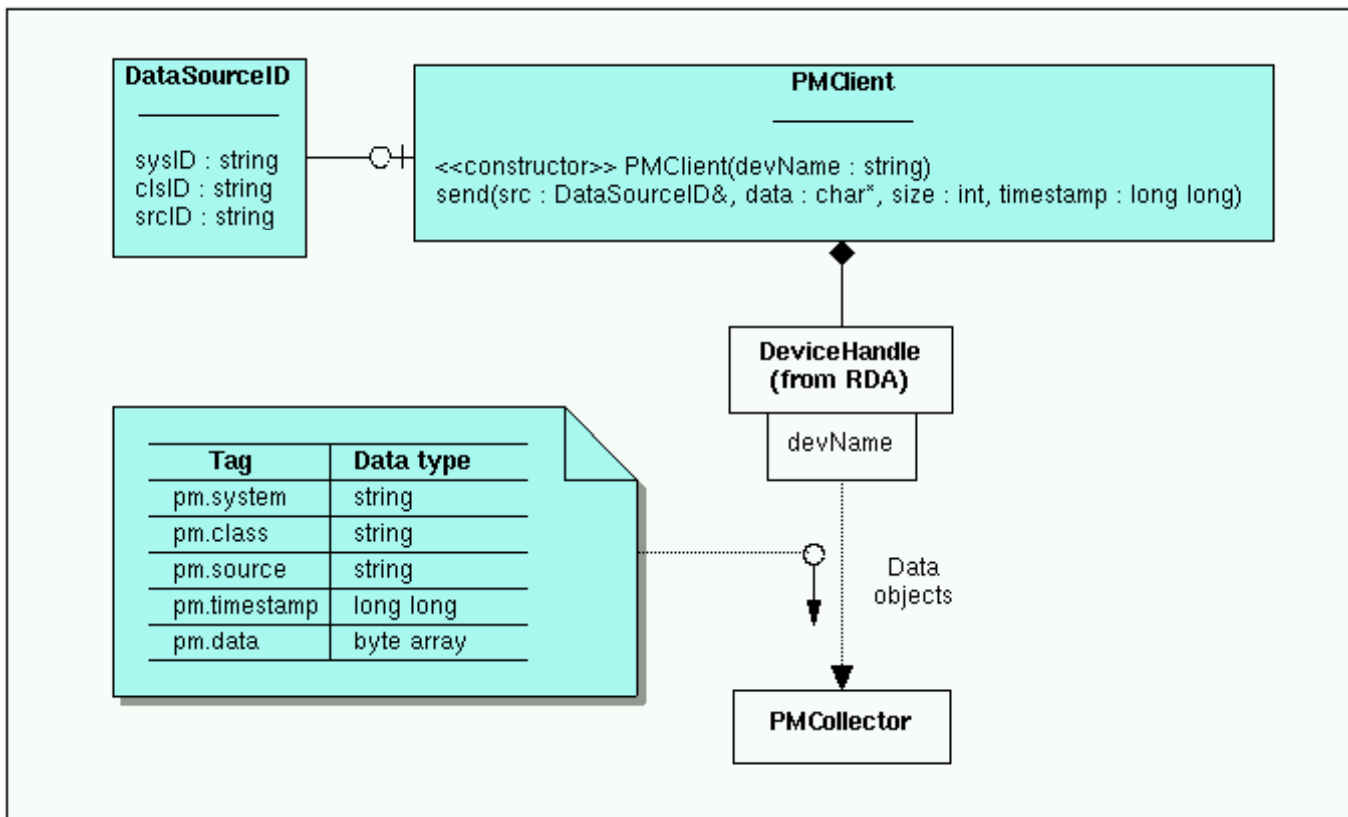 DataSourceID
sysID : string
clsID : string
srcID : string
PMClient
<<constructor>> PMClient(devName : string)
send(src : DataSourceID&, data : char*, size : int, timestamp : long long)
DeviceHandle
(from RDA)
devName
Tag Data type
pm.system string
pm.class string
pm.source string
pm.timestamp long long
pm.data byte array
Data
objects
PMCollector